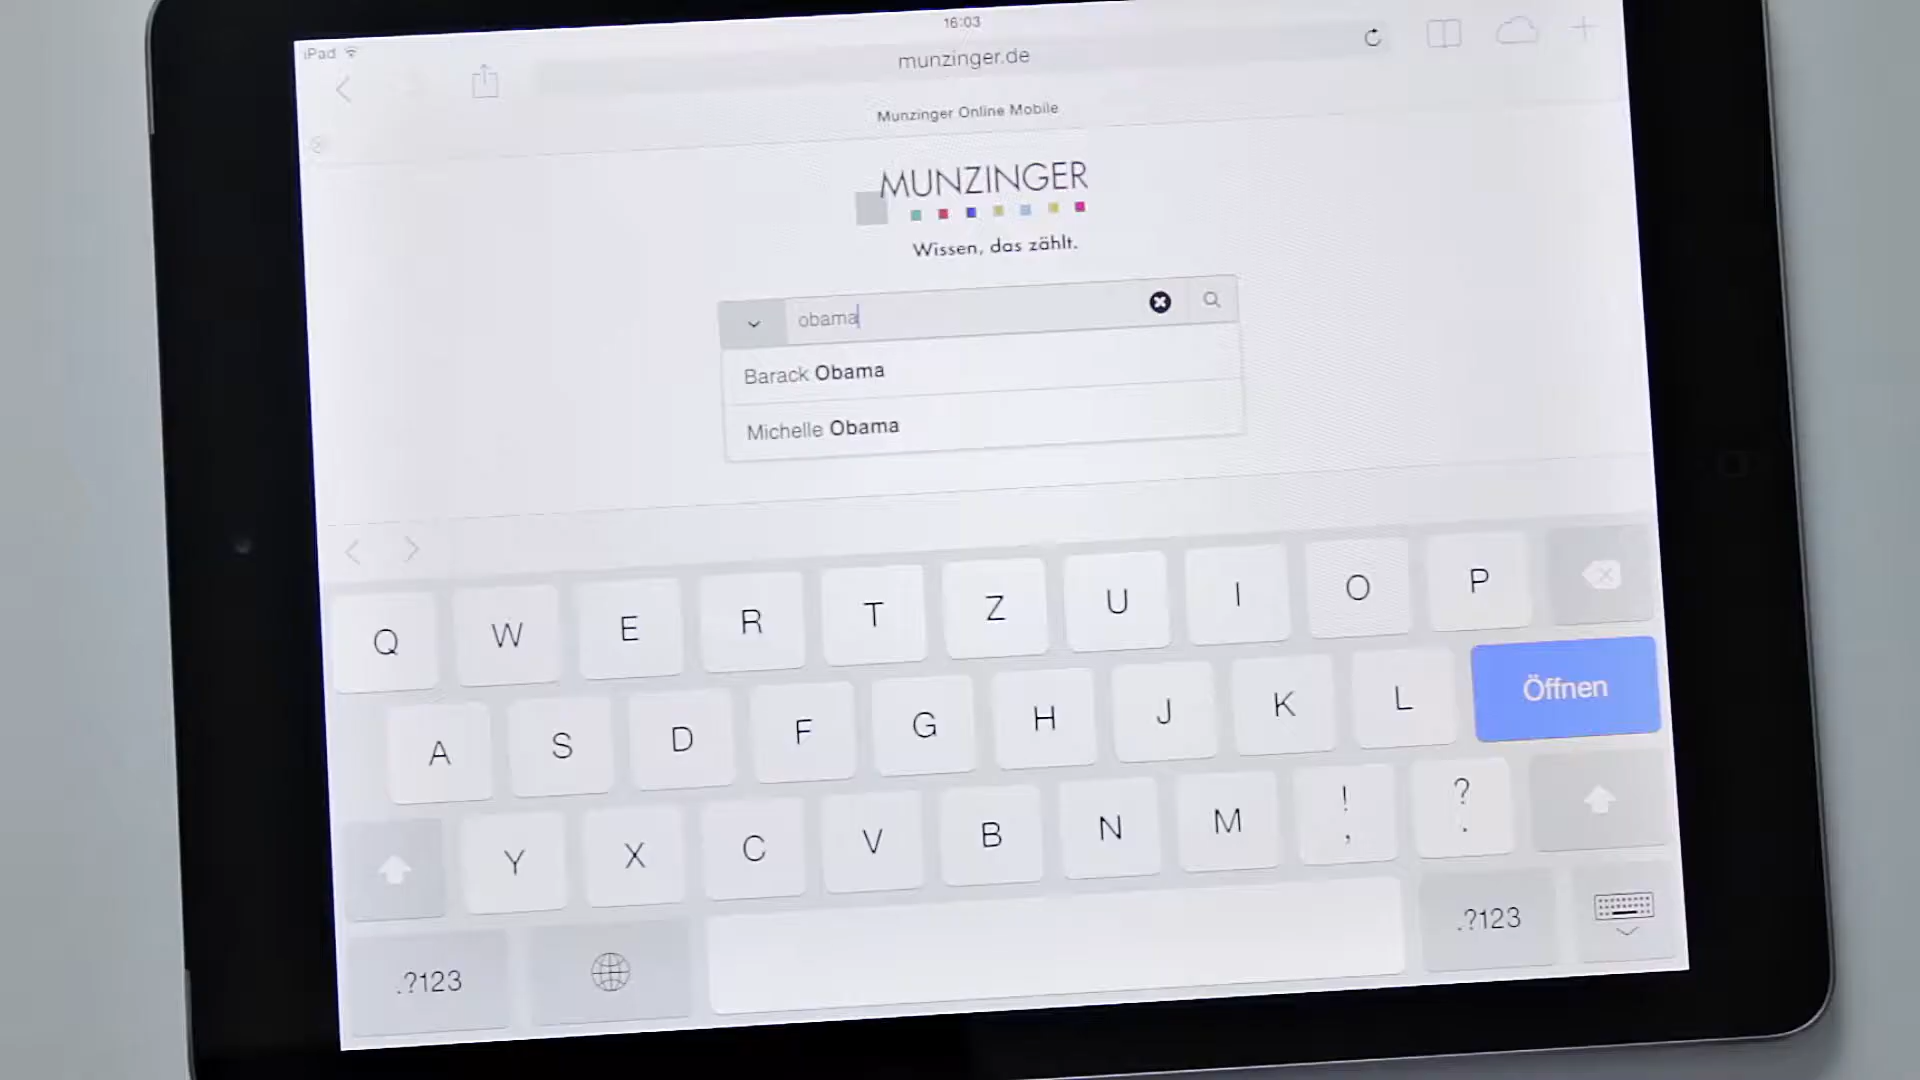 iPad
16:03
munzinger.de
Munzinger Online Mobile
MUNZINGER
Wissen, das zählt.
obama
Barack Obama
Michelle Obama
Q W E R T Z U I O P
A S D F G H J K L Öffnen
Y X C V B N M ! , ? .
.?123 .?123